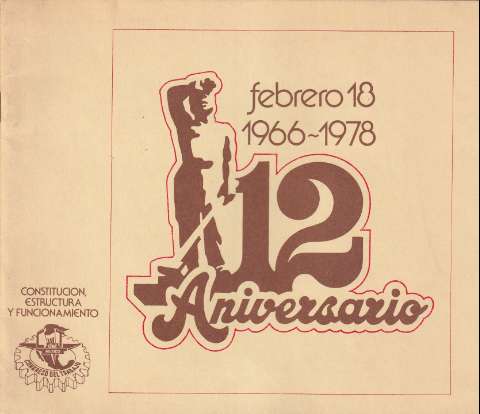 febrero 18
1966~1978
12
Aniversario
CONSTITUCION,
ESTRUCTURA
Y FUNCIONAMIENTO
CONGRESO DEL TRABAJO